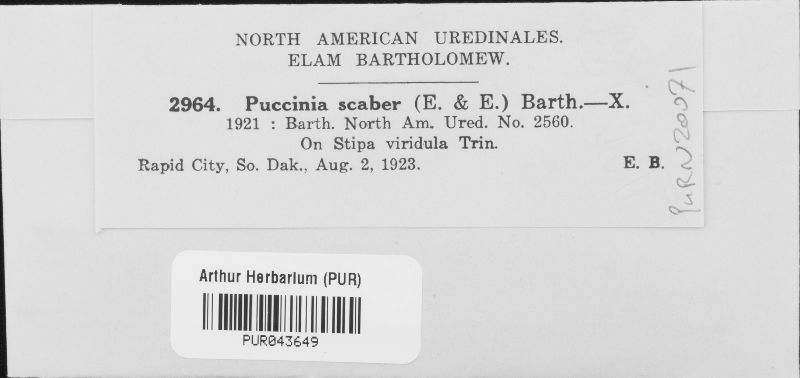 NORTH AMERICAN UREDINALES.
ELAM BARTHOLOMEW.
2964. Puccinia scaber (E. & E.) Barth.—X.
1921 : Barth. North Am. Ured. No. 2560.
On Stipa viridula Trin.
Rapid City, So. Dak., Aug. 2, 1923. E. B.
PURN20071
Arthur Herbarium (PUR)
PUR043649